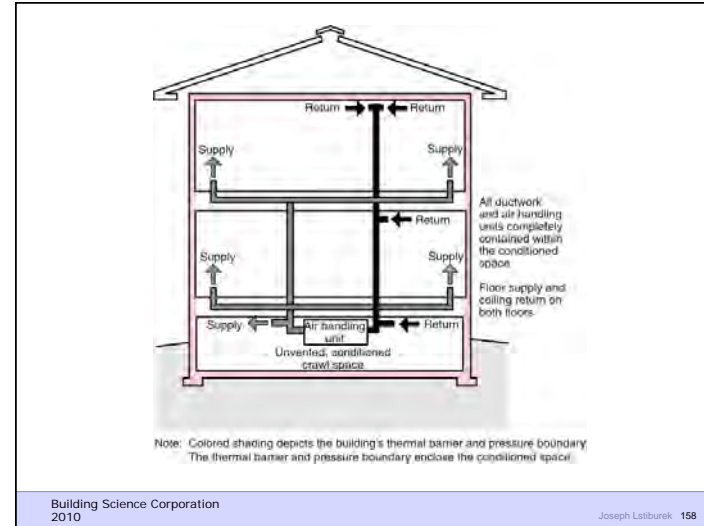 Return Return
Supply Supply
Return
All ductwork
and air handling
units completely
contained within
the conditioned
space
Supply Supply
Floor supply and
ceiling return on
both floors
Supply Air handling
unit Return
Unvented, conditioned
crawl space
Note: Colored shading depicts the building's thermal barrier and pressure boundary.
The thermal barrier and pressure boundary enclose the conditioned space.
Building Science Corporation
2010
Joseph Lstiburek 158